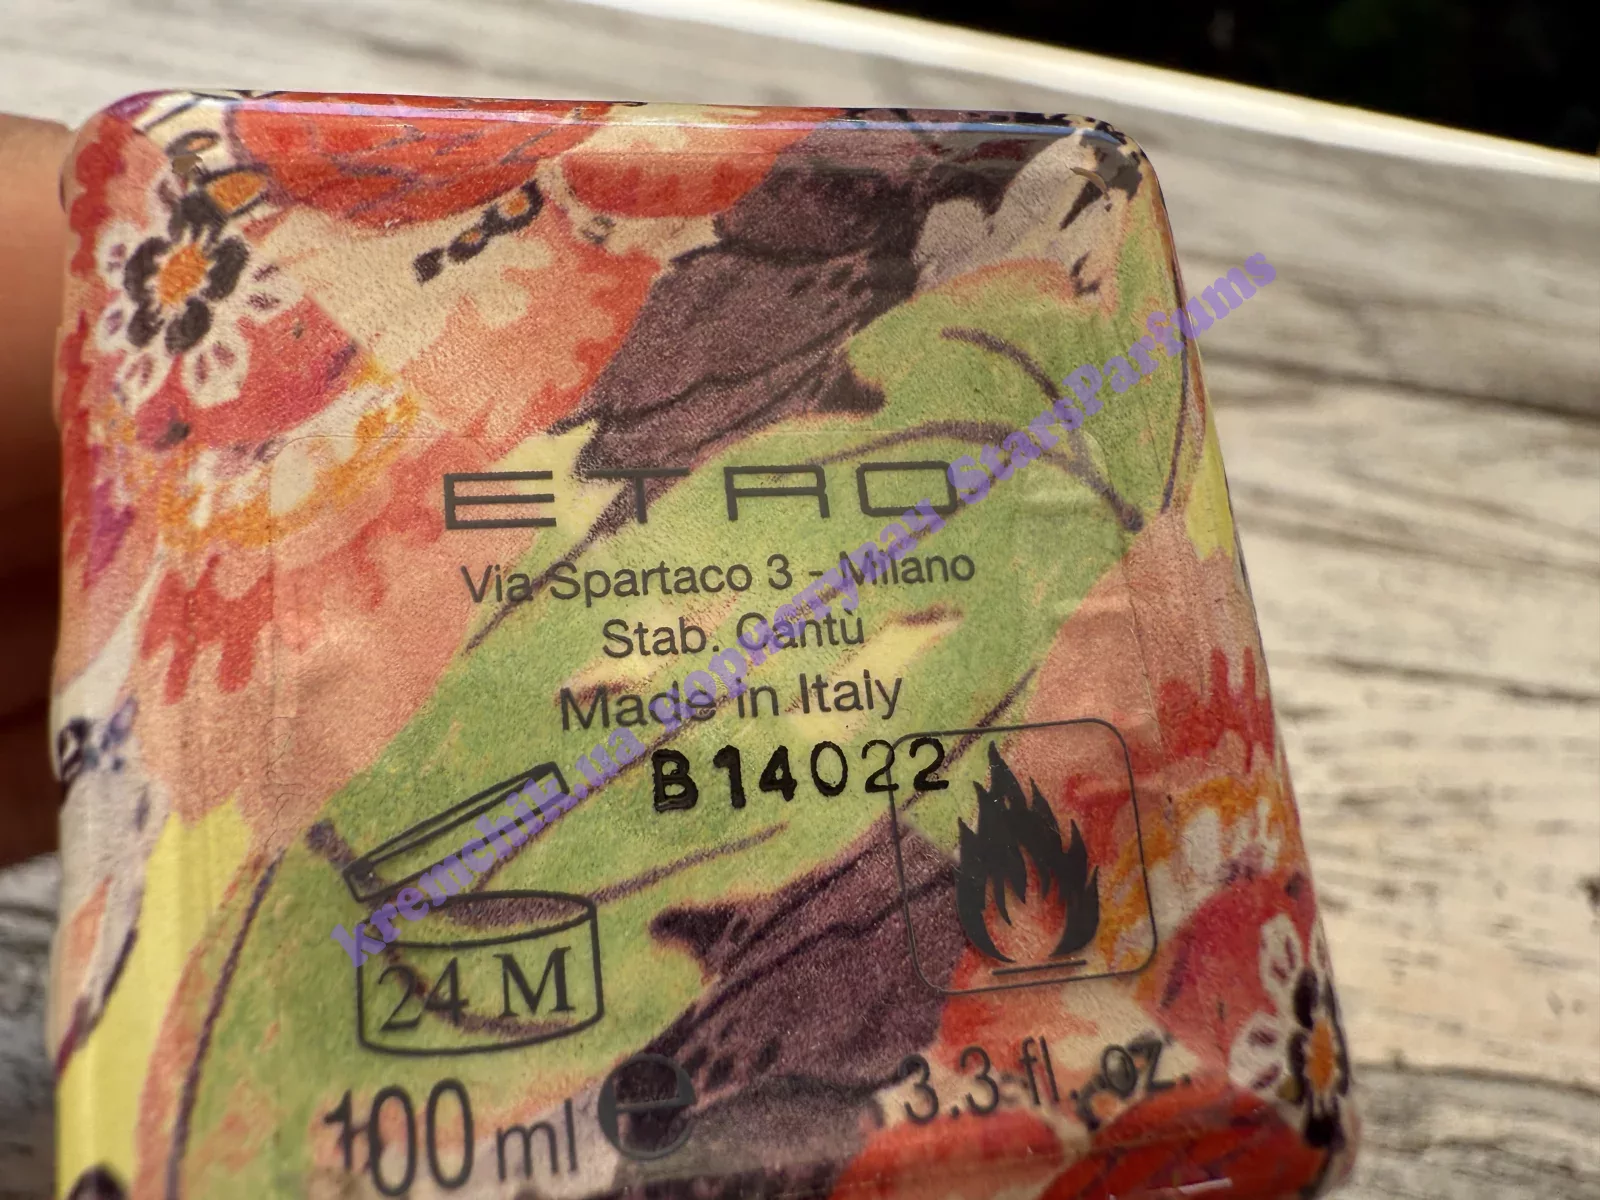 ETRO
Via Spartaco 3 - Milano
Stab. Cantù
Made in Italy
B14022
24 M
100 ml e 3.3 fl. oz.
kremchik.ua StarsParfums